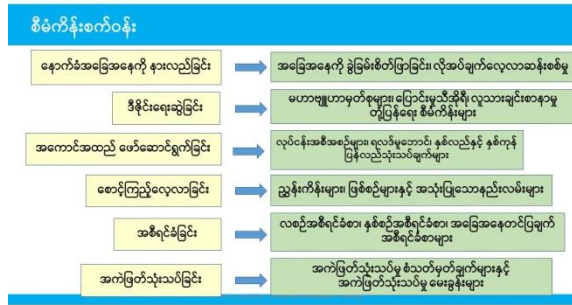 စီမံကိန်းစက်ဝန်း
နောက်ခံအခြေအနေကို နားလည်ခြင်း
အခြေအနေကို ခွဲခြမ်းစိတ်ဖြာခြင်း၊ လိုအပ်ချက်လေ့လာဆန်းစစ်မှု
ဒီဇိုင်းရေးဆွဲခြင်း
မဟာဗျူဟာမှတ်စုများ၊ ပြောင်းမှုသီအိုရီ၊ လူသားချင်းစာနာမှု
တုံ့ပြန်ရေး စီမံကိန်းများ
အကောင်အထည် ဖော်ဆောင်ရွက်ခြင်း
လုပ်ငန်းအစီအစဉ်များ၊ ရလဒ်မူဘောင်၊ နှစ်လည်နှင့် နှစ်ကုန်
ပြန်လည်သုံးသပ်ချက်များ
စောင့်ကြည့်လေ့လာခြင်း
ညွှန်းကိန်းများ၊ ဖြစ်စဉ်များနှင့် အသုံးပြုသောနည်းလမ်းများ
အစီရင်ခံခြင်း
လစဉ်အစီရင်ခံစာ၊ နှစ်စဉ်အစီရင်ခံစာ၊ အခြေအနေတင်ပြချက်
အစီရင်ခံစာများ
အကဲဖြတ်သုံးသပ်ခြင်း
အကဲဖြတ်သုံးသပ်မှု စံသတ်မှတ်ချက်များနှင့်
အကဲဖြတ်သုံးသပ်မှု မေးခွန်းများ